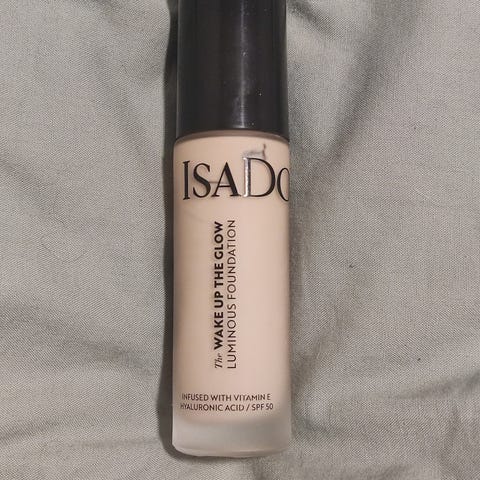 ISADO
The WAKE UP THE GLOW
LUMINOUS FOUNDATION
INFUSED WITH VITAMIN E
HYALURONIC ACID / SPF 50